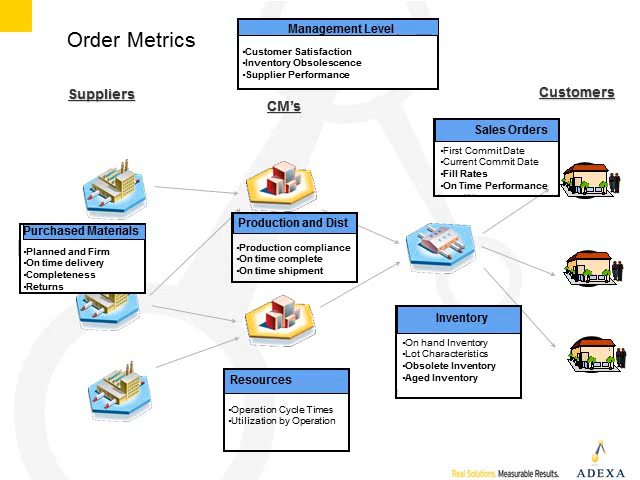 Order Metrics
Management Level
•Customer Satisfaction
•Inventory Obsolescence
•Supplier Performance
Suppliers
CM's
Customers
Sales Orders
•First Commit Date
•Current Commit Date
•Fill Rates
•On Time Performance
Purchased Materials
•Planned and Firm
•On time delivery
•Completeness
•Returns
Production and Dist
•Production compliance
•On time complete
•On time shipment
Inventory
•On hand Inventory
•Lot Characteristics
•Obsolete Inventory
•Aged Inventory
Resources
•Operation Cycle Times
•Utilization by Operation
Real Solutions. Measurable Results.
ADEXA